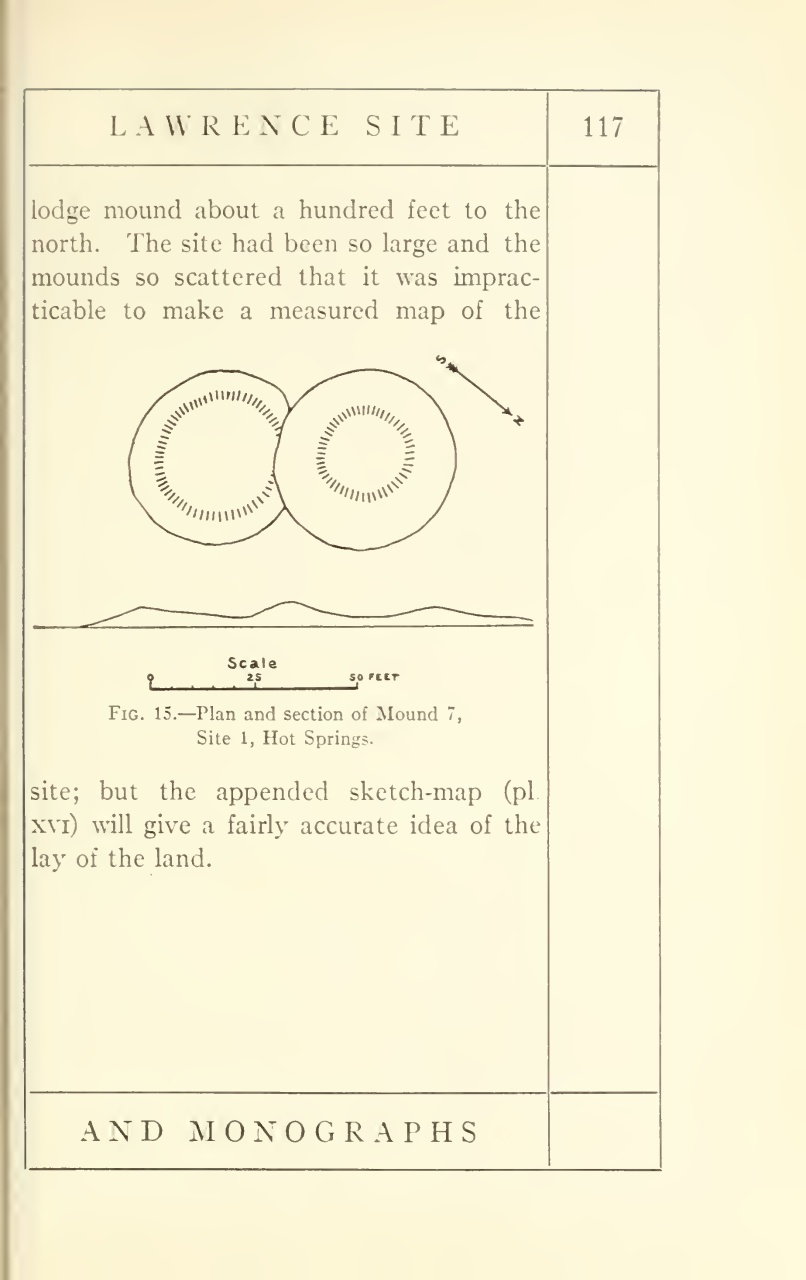 LAWRENCE SITE 117
lodge mound about a hundred feet to the
north. The site had been so large and the
mounds so scattered that it was imprac-
ticable to make a measured map of the
S
N
Scale
0 25 50 FEET
FIG. 15.—Plan and section of Mound 7,
Site 1, Hot Springs.
site; but the appended sketch-map (pl.
XVI) will give a fairly accurate idea of the
lay of the land.
AND MONOGRAPHS